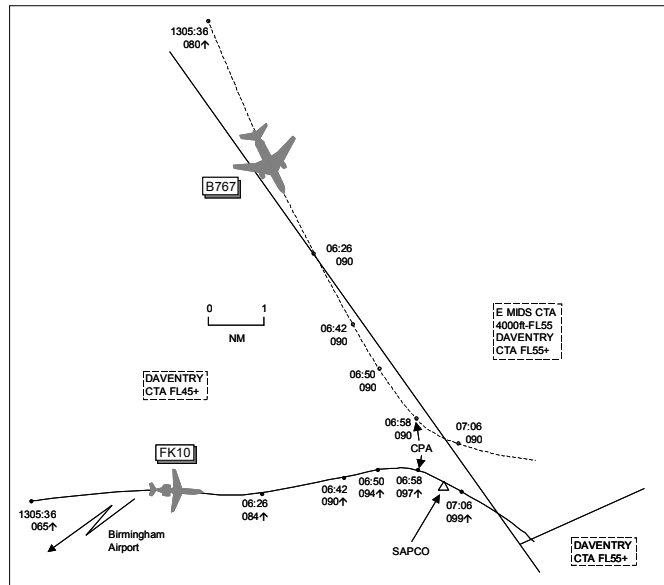 1305:36
080↑
B767
06:26
090
0 1
NM
06:42
090
E MIDS CTA
4000ft-FL55
DAVENTRY
CTA FL55+
06:50
090
DAVENTRY
CTA FL45+
06:58
090
07:06
090
CPA
FK10
1305:36
065↑
Birmingham
Airport
06:26
084↑
06:42
090↑
06:50
094↑
06:58
097↑
07:06
099↑
SAPCO
DAVENTRY
CTA FL55+